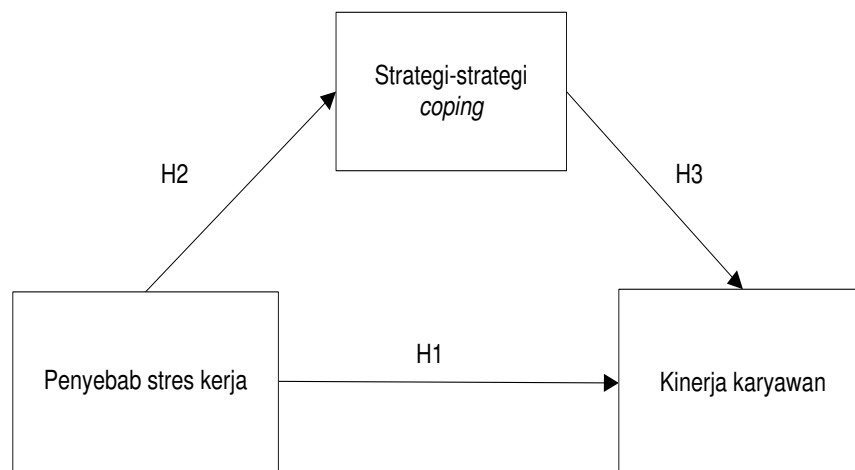 Strategi-strategi
coping
H2
H3
H1
Penyebab stres kerja
Kinerja karyawan